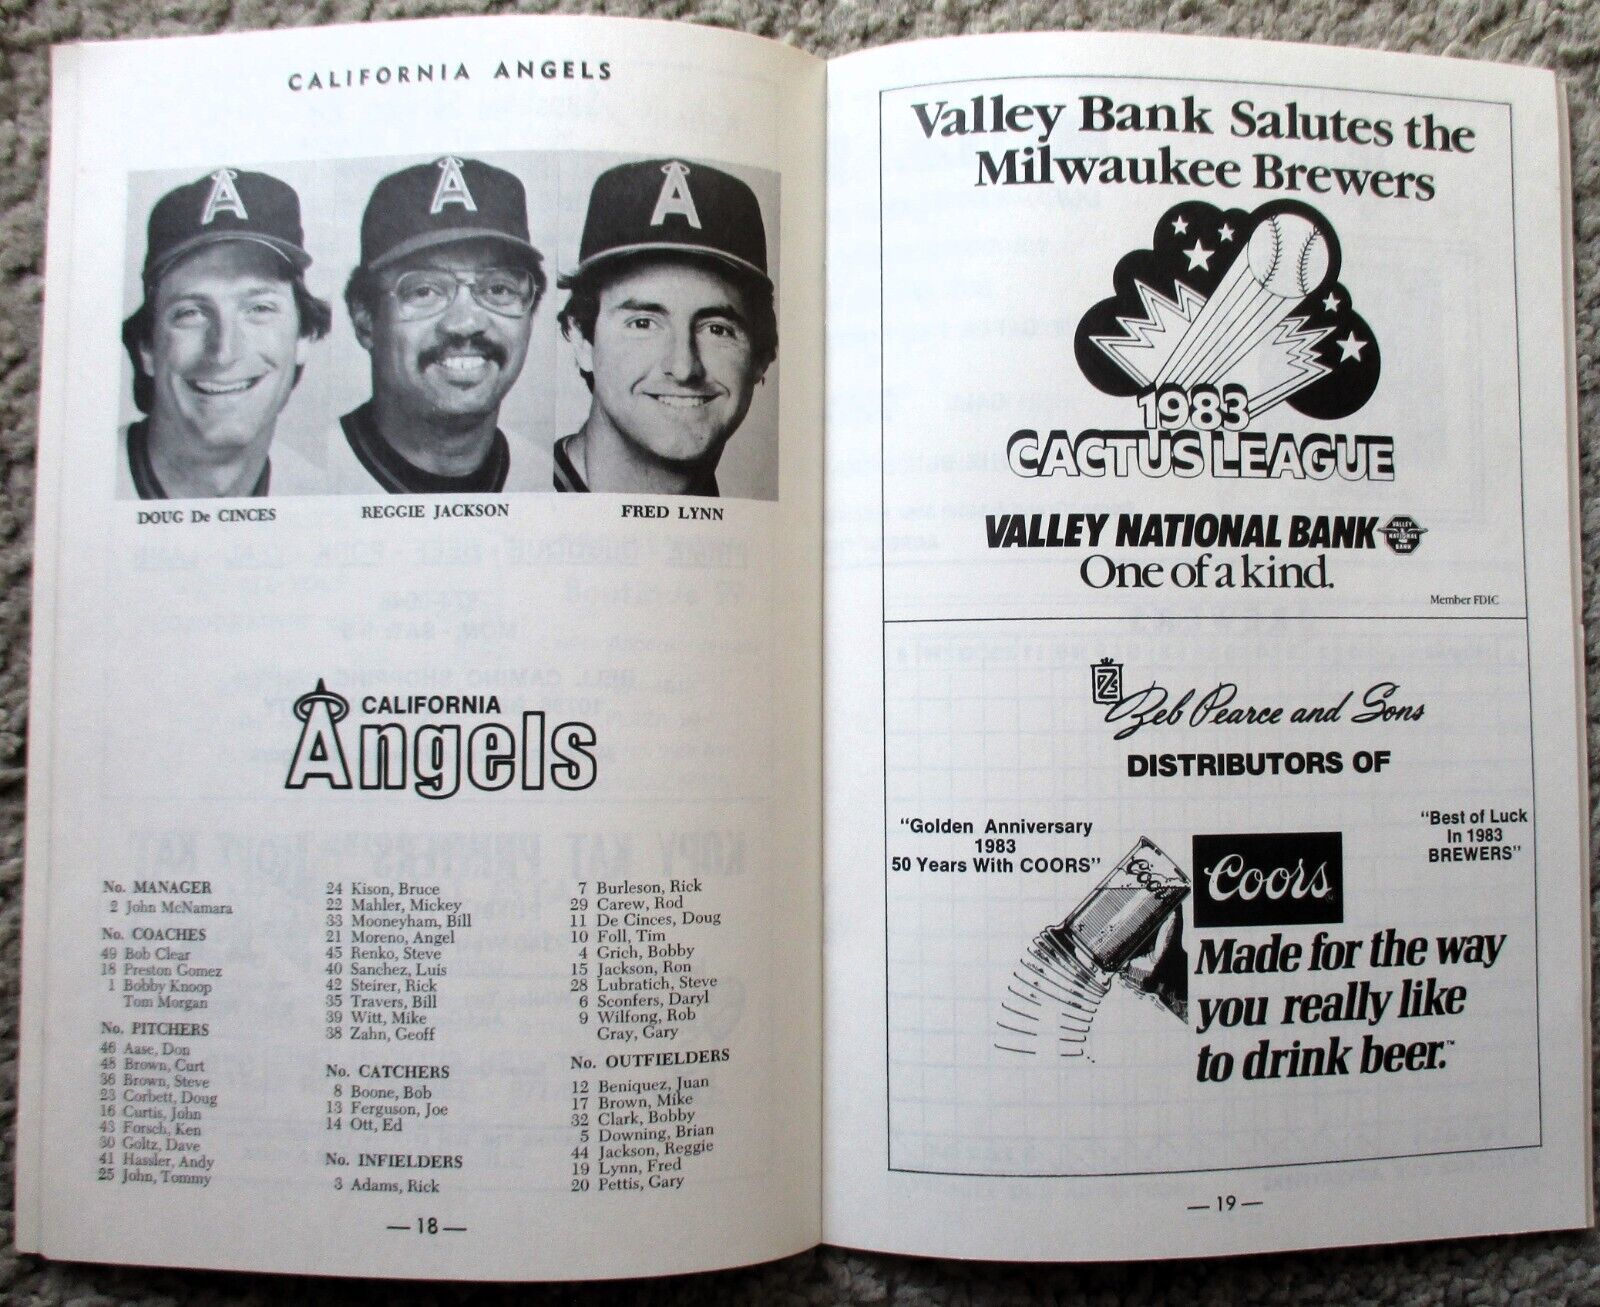 CALIFORNIA ANGELS
A
A
A
DOUG De CINCES
REGGIE JACKSON
FRED LYNN
CALIFORNIA
Angels
No. MANAGER
2 John McNamara
No. COACHES
49 Bob Clear
18 Preston Gomez
1 Bobby Knoop
Tom Morgan
No. PITCHERS
46 Aase, Don
48 Brown, Curt
36 Brown, Steve
23 Corbett, Doug
16 Curtis, John
43 Forsch, Ken
30 Goltz, Dave
41 Hassler, Andy
25 John, Tommy
24 Kison, Bruce
22 Mahler, Mickey
33 Mooneyham, Bill
21 Moreno, Angel
45 Renko, Steve
40 Sanchez, Luis
42 Steirer, Rick
35 Travers, Bill
39 Witt, Mike
38 Zahn, Geoff
No. CATCHERS
8 Boone, Bob
13 Ferguson, Joe
14 Ott, Ed
No. INFIELDERS
3 Adams, Rick
7 Burleson, Rick
29 Carew, Rod
11 De Cinces, Doug
10 Foll, Tim
4 Grich, Bobby
15 Jackson, Ron
28 Lubratich, Steve
6 Sconfers, Daryl
9 Wilfong, Rob
Gray, Gary
No. OUTFIELDERS
12 Beniquez, Juan
17 Brown, Mike
32 Clark, Bobby
5 Downing, Brian
44 Jackson, Reggie
19 Lynn, Fred
20 Pettis, Gary
— 18 —
Valley Bank Salutes the
Milwaukee Brewers
1983
CACTUS LEAGUE
VALLEY NATIONAL BANK
VALLEY
NATIONAL
BANK
One of a kind.
Member FDIC
Zeb Pearce and Sons
DISTRIBUTORS OF
"Golden Anniversary
1983
50 Years With COORS"
"Best of Luck
In 1983
BREWERS"
Coors
Coors
Made for the way
you really like
to drink beer.™
— 19 —